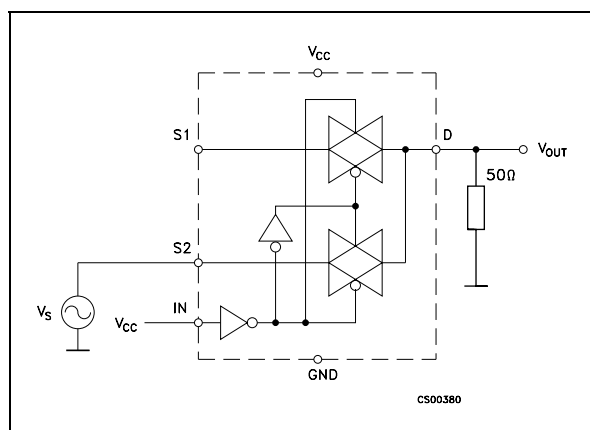 VCC
S1
D
VOUT
50Ω
S2
VS
VCC
IN
GND
CS00380